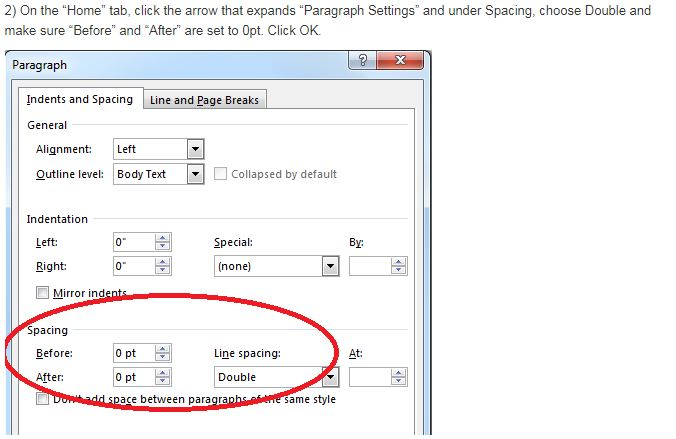 2) On the “Home” tab, click the arrow that expands “Paragraph Settings” and under Spacing, choose Double and
make sure “Before” and “After” are set to 0pt. Click OK.
Paragraph
Indents and Spacing Line and Page Breaks
General
Alignment: Left
Outline level: Body Text Collapsed by default
Indentation
Left: 0" Special: By:
Right: 0" (none)
Mirror indents
Spacing
Before: 0 pt Line spacing: At:
After: 0 pt Double
Don't add space between paragraphs of the same style